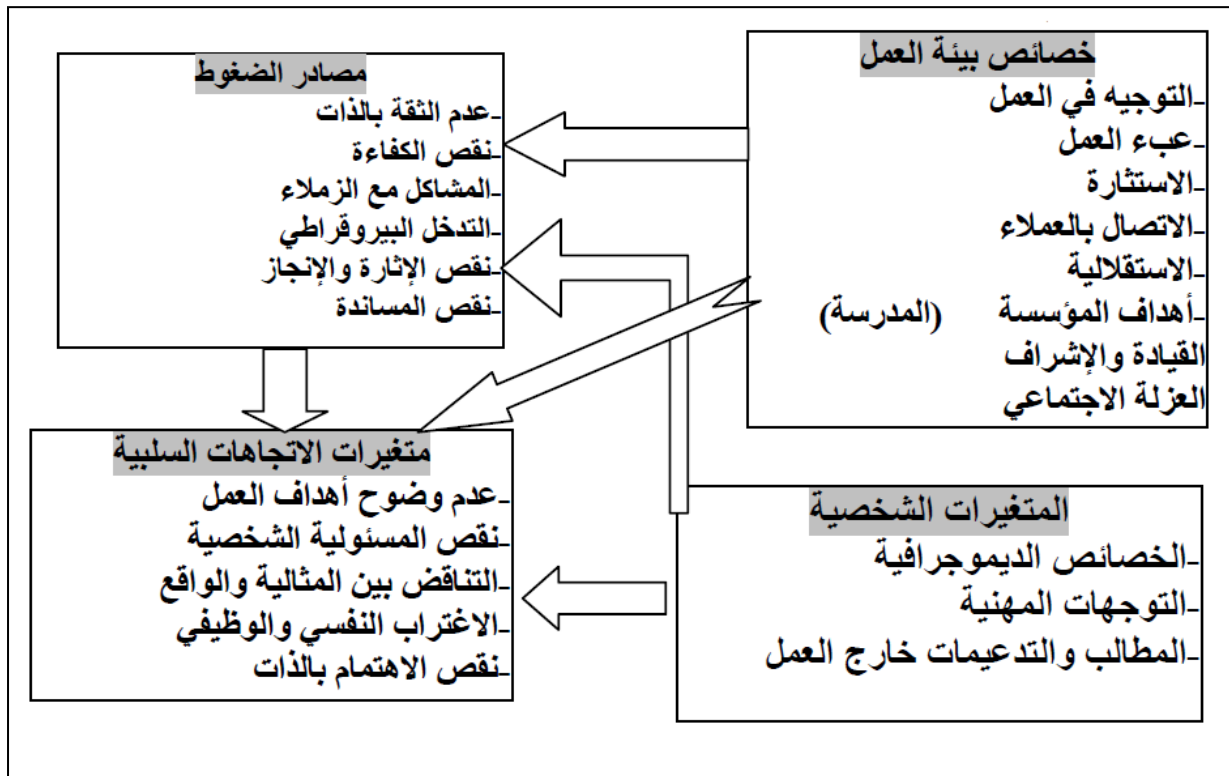 خصائص بيئة العمل
-التوجيه في العمل
-عبء العمل
-الاستثارة
-الاتصال بالعملاء
-الاستقلالية
-أهداف المؤسسة (المدرسة)
القيادة والإشراف
العزلة الاجتماعي
مصادر الضغوط
-عدم الثقة بالذات
-نقص الكفاءة
-المشاكل مع الزملاء
-التدخل البيروقراطي
-نقص الإثارة والإنجاز
-نقص المساندة
المتغيرات الشخصية
-الخصائص الديموجرافية
-التوجهات المهنية
-المطالب والتدعيمات خارج العمل
متغيرات الاتجاهات السلبية
-عدم وضوح أهداف العمل
-نقص المسئولية الشخصية
-التناقض بين المثالية والواقع
-الاغتراب النفسي والوظيفي
-نقص الاهتمام بالذات